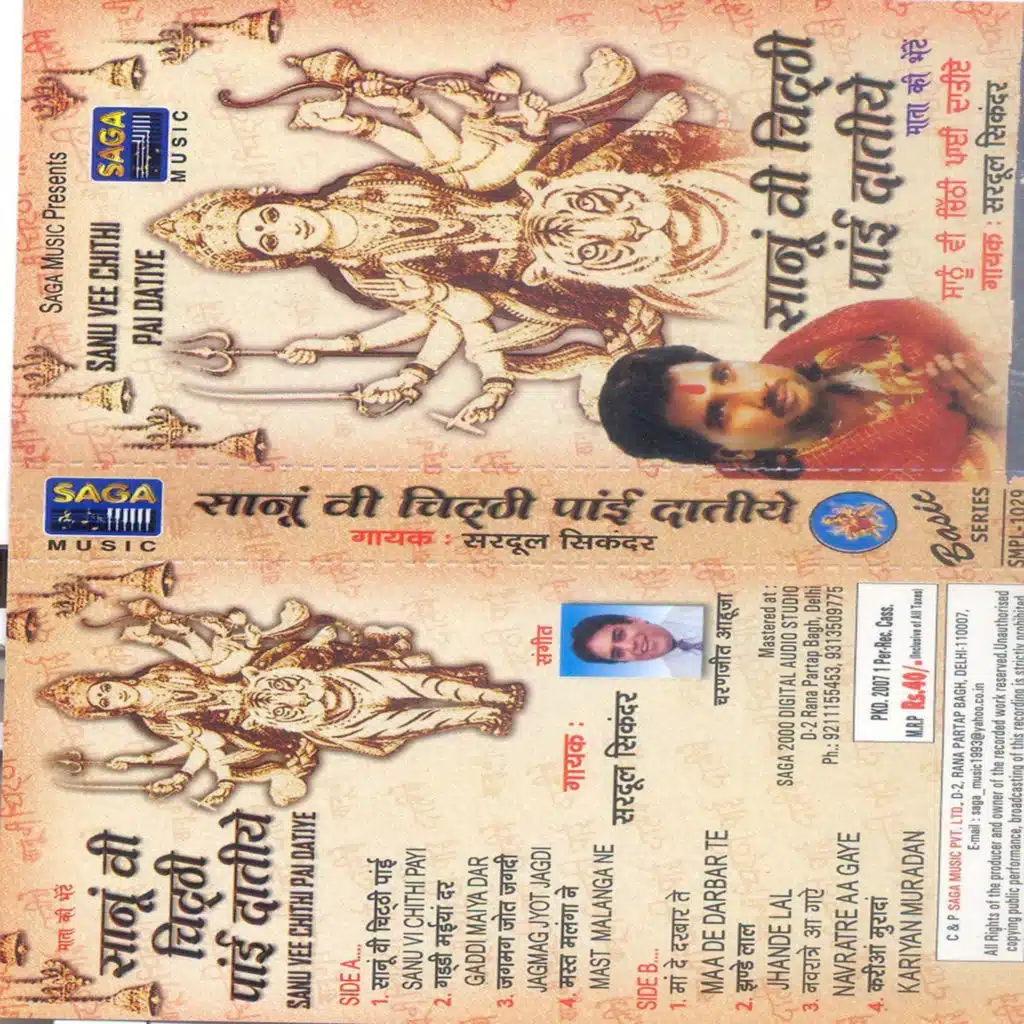 SAGA MUSIC Presents
SAGA
MUSIC
SANU VEE CHITHI
PAI DATIYE
सानूं वी चिट्ठी
पांई दातीये
माता की भेंटें
ਸਾਨੂੰ ਵੀ ਚਿੱਠੀ ਪਾਈ ਦਾਤੀਏ
गायक : सरदूल सिकंदर
SAGA
MUSIC
सानूं वी चिट्ठी पांई दातीये
गायक : सरदूल सिकंदर
Basic
SERIES
SMPL-1029
माता की भेंटें
सानूं वी
चिट्ठी
पांई दातीये
SANU VEE CHITHI PAI DATIYE
SIDE A.....
1. सानूं वी चिट्ठी पाई
SANU VI CHITHI PAYI
2. गड्डी मईयां दर
GADDI MAIYA DAR
3. जगमग जोत जगदी
JAGMAG JYOT JAGDI
4. मस्त मलंगा ने
MAST MALANGA NE
SIDE B.....
1. मां दे दरबार ते
MAA DE DARBAR TE
2. झण्डे लाल
JHANDE LAL
3. नवरात्रे आ गऐ
NAVRATRE AA GAYE
4. करीआं मुरादां
KARIYAN MURADAN
गायक :
सरदूल सिकंदर
संगीत
चरणजीत आहूजा
Mastered at :
SAGA 2000 DIGITAL AUDIO STUDIO
D-2 Rana Partap Bagh, Delhi
Ph.: 9211155453, 9313509775
PKD. 2007 1 Per-Rec. Cass.
M.R.P Rs.40/- (Inclusive of All Taxes)
C & P SAGA MUSIC PVT. LTD., D-2, RANA PARTAP BAGH, DELHI-110007,
E-mail : saga_music1993@yahoo.co.in
All Rights of the producer and owner of the recorded work reserved.Unauthorised
copying public performance, broadcasting of this recording is strictly prohibited